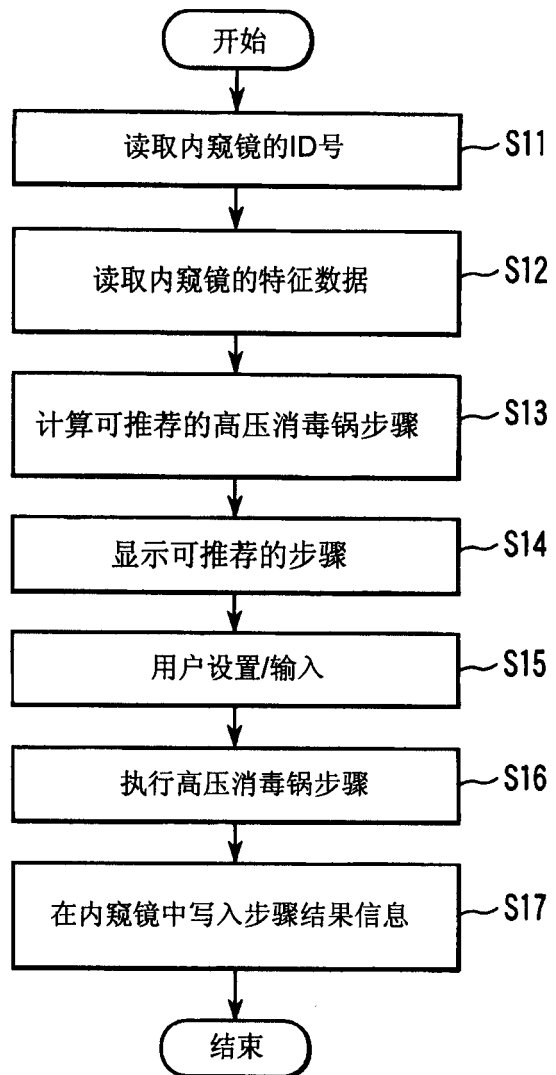 开始
读取内窥镜的ID号
S11
读取内窥镜的特征数据
S12
计算可推荐的高压消毒锅步骤
S13
显示可推荐的步骤
S14
用户设置/输入
S15
执行高压消毒锅步骤
S16
在内窥镜中写入步骤结果信息
S17
结束